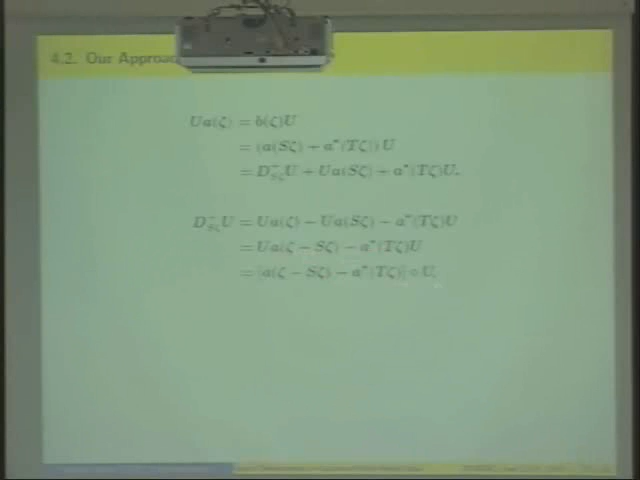 4.2. Our Approach
Ua(ζ) = b(ζ)U
= (a(Sζ) + a*(Tζ)) U
= D⁻_{Sζ}U + Ua(Sζ) + a*(Tζ)U.
D⁻_{Sζ}U = Ua(ζ) − Ua(Sζ) − a*(Tζ)U
= Ua(ζ − Sζ) − a*(Tζ)U
= [a(ζ − Sζ) − a*(Tζ)] ⋄ U,